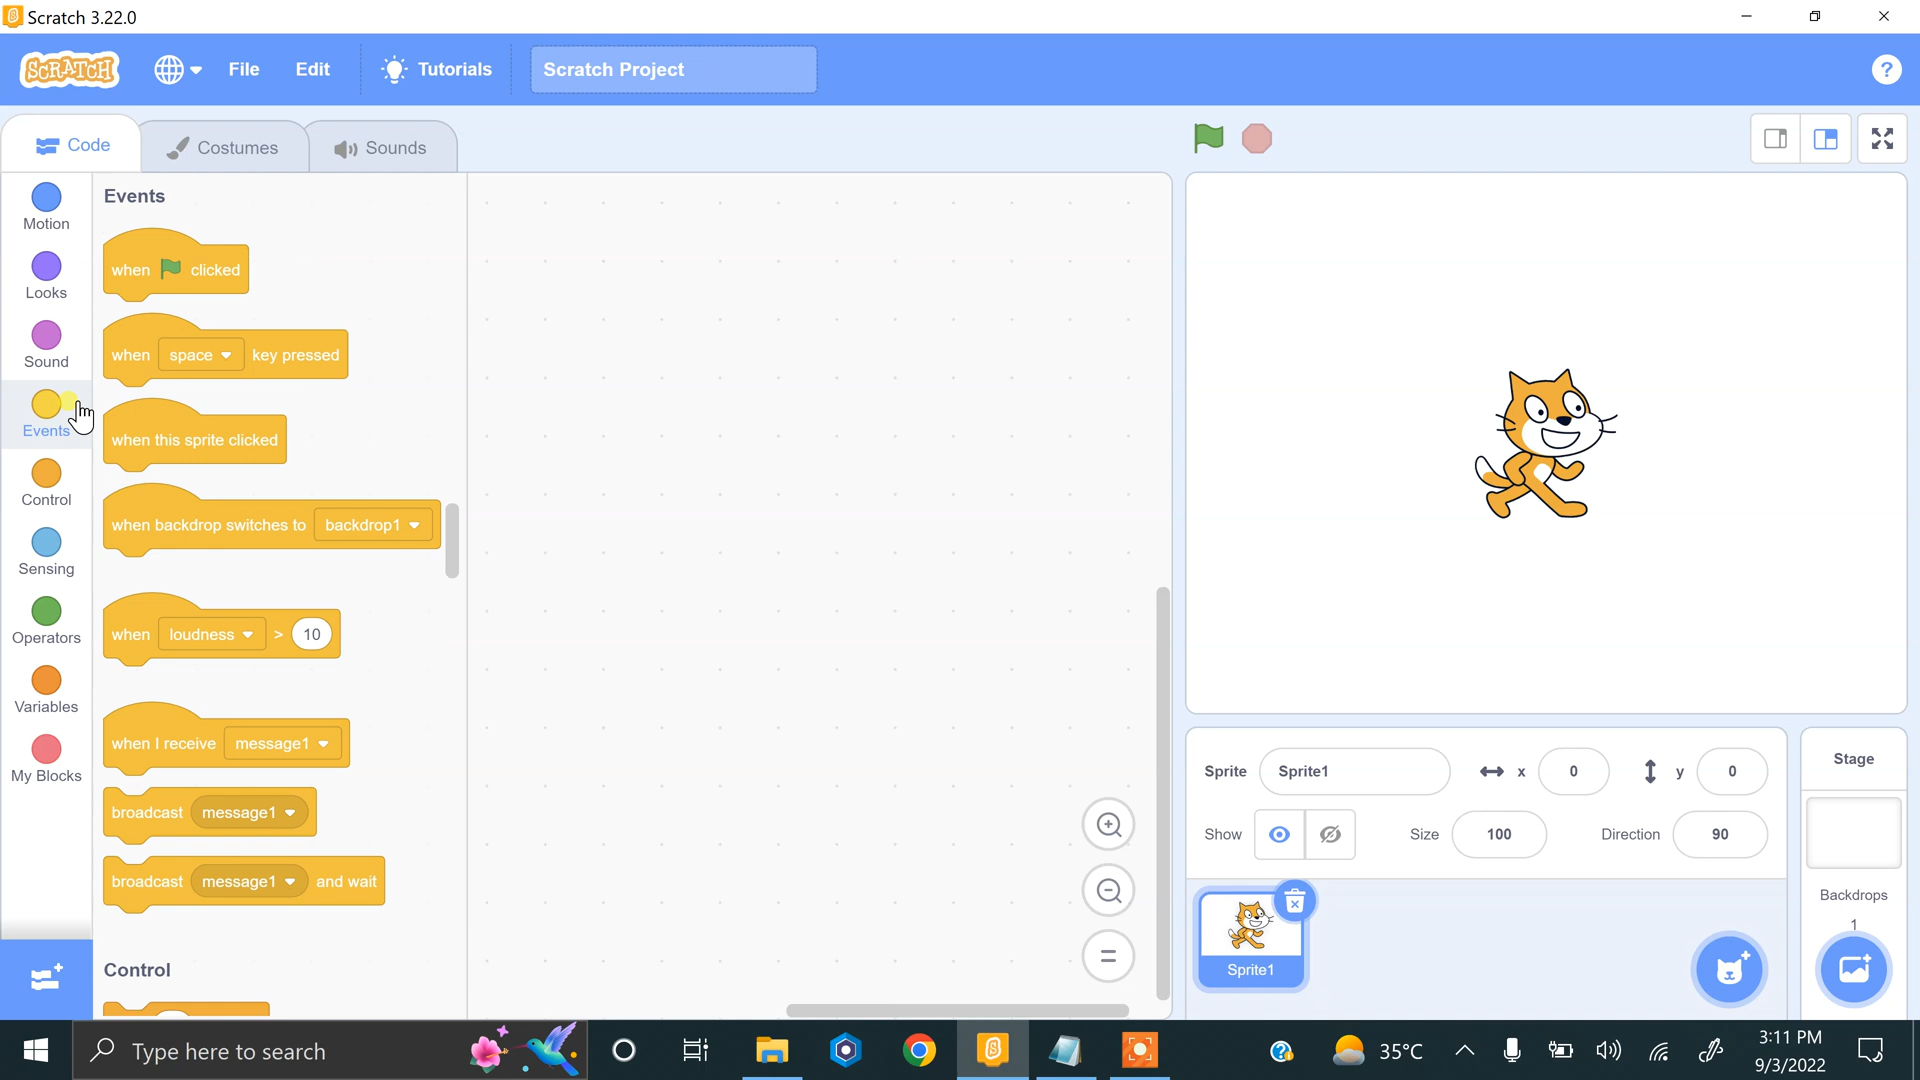 Scratch 3.22.0
SCRATCH
File
Edit
Tutorials
Scratch Project
?
Code
Costumes
Sounds
Motion
Looks
Sound
Events
Control
Sensing
Operators
Variables
My Blocks
Events
when clicked
when space key pressed
when this sprite clicked
when backdrop switches to backdrop1
when loudness > 10
when I receive message1
broadcast message1
broadcast message1 and wait
Control
Sprite Sprite1 x 0 y 0
Show Size 100 Direction 90
Sprite1
Stage
Backdrops
1
Type here to search
35°C
3:11 PM
9/3/2022